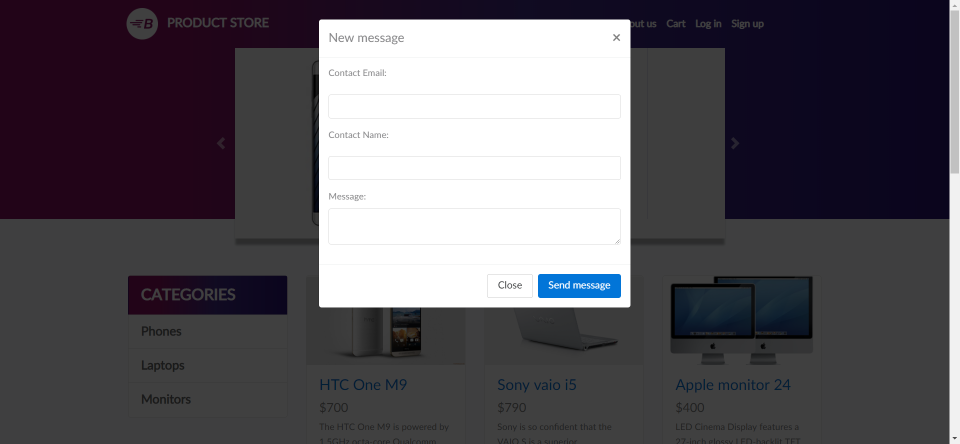 B PRODUCT STORE
out us Cart Log in Sign up
New message ×
Contact Email:
Contact Name:
Message:
Close Send message
CATEGORIES
Phones
Laptops
Monitors
HTC One M9
$700
The HTC One M9 is powered by
1.5GHz octa-core Qualcomm
Sony vaio i5
$790
Sony is so confident that the
VAIO S is a superior
Apple monitor 24
$400
LED Cinema Display features a
27-inch glossy LED-backlit TFT